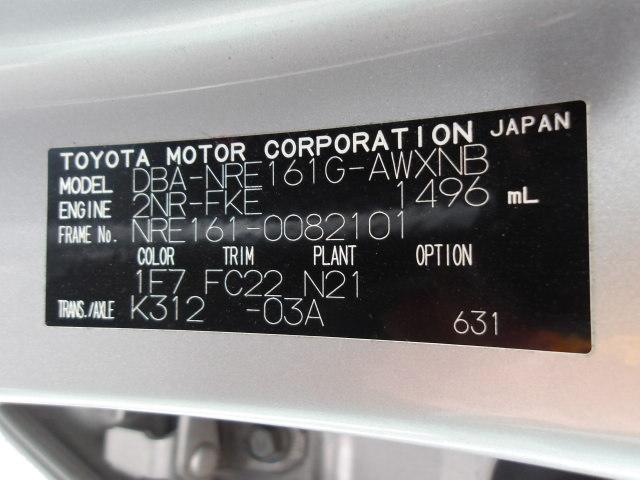 TOYOTA MOTOR CORPORATION JAPAN
MODEL DBA-NRE161G-AWXNB
ENGINE 2NR-FKE 1496 mL
FRAME No. NRE161-0082101
COLOR TRIM PLANT OPTION
1F7 FC22 N21
TRANS./AXLE K312 -03A
631